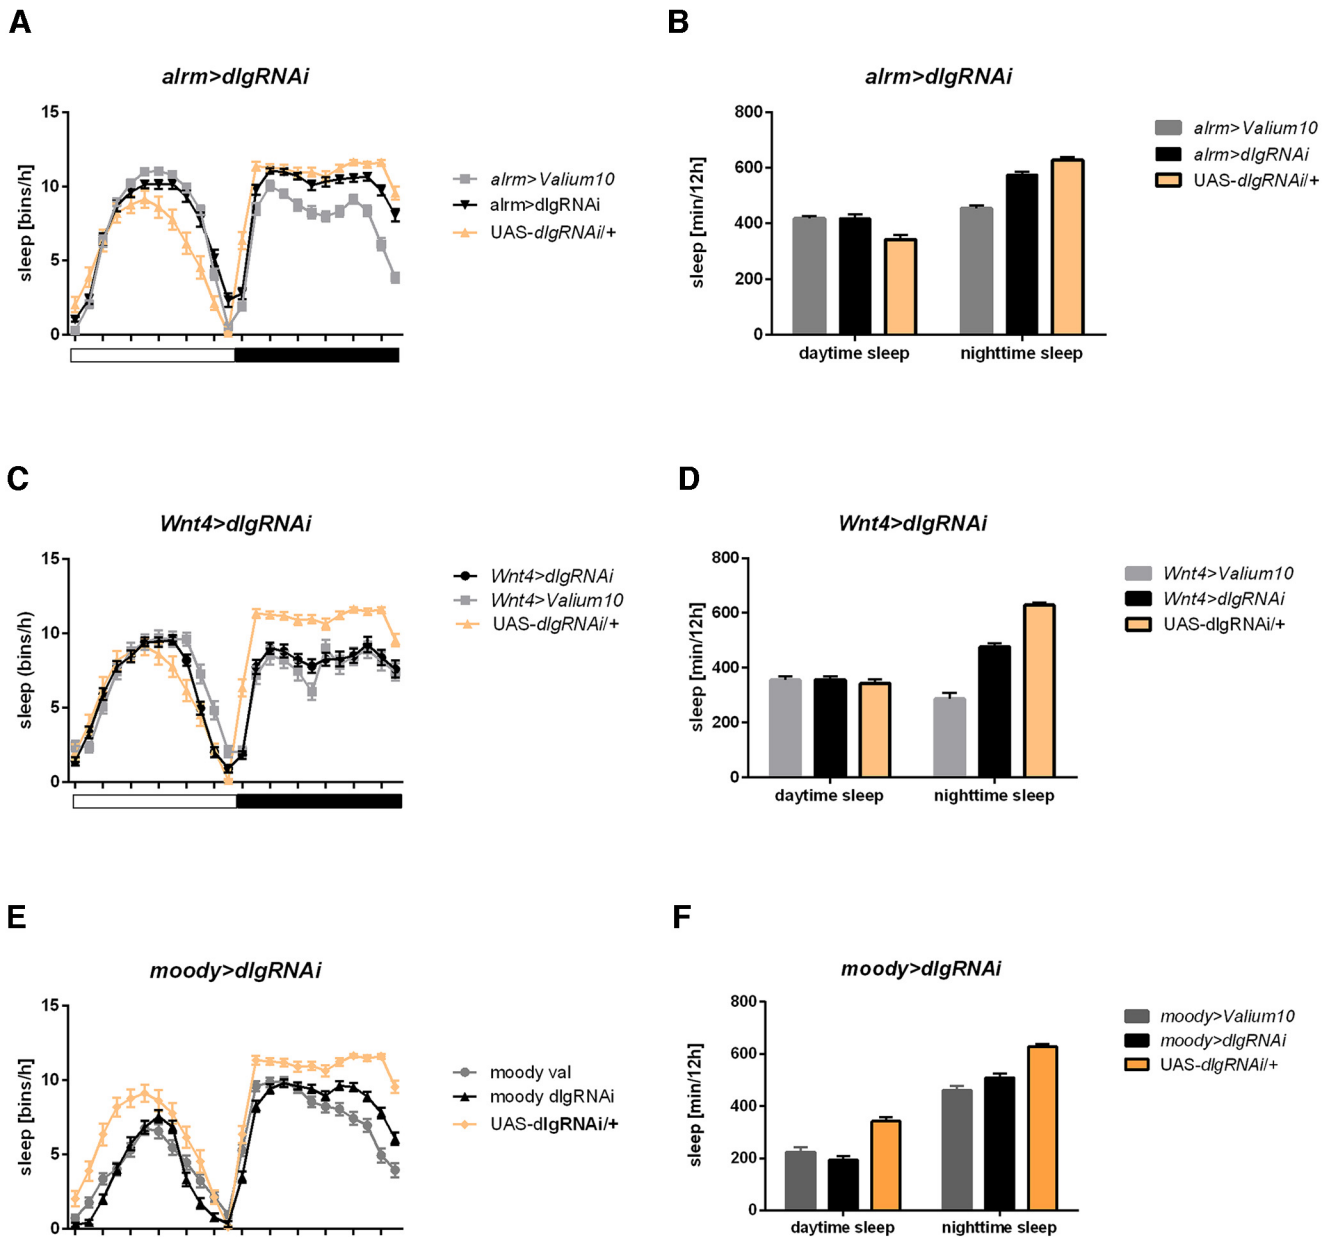 A
alrm>dlgRNAi
sleep [bins/h]
15
10
5
0
alrm>Valium10
alrm>dlgRNAi
UAS-dlgRNAi/+
B
alrm>dlgRNAi
sleep [min/12h]
800
600
400
200
0
daytime sleep
nighttime sleep
alrm>Valium10
alrm>dlgRNAi
UAS-dlgRNAi/+
C
Wnt4>dlgRNAi
sleep (bins/h)
15
10
5
0
Wnt4>dlgRNAi
Wnt4>Valium10
UAS-dlgRNAi/+
D
Wnt4>dlgRNAi
sleep [min/12h]
800
600
400
200
0
daytime sleep
nighttime sleep
Wnt4>Valium10
Wnt4>dlgRNAi
UAS-dlgRNAi/+
E
moody>dlgRNAi
sleep [bins/h]
15
10
5
0
moody val
moody dlgRNAi
UAS-dlgRNAi/+
F
moody>dlgRNAi
sleep [min/12h]
800
600
400
200
0
daytime sleep
nighttime sleep
moody>Valium10
moody>dlgRNAi
UAS-dlgRNAi/+